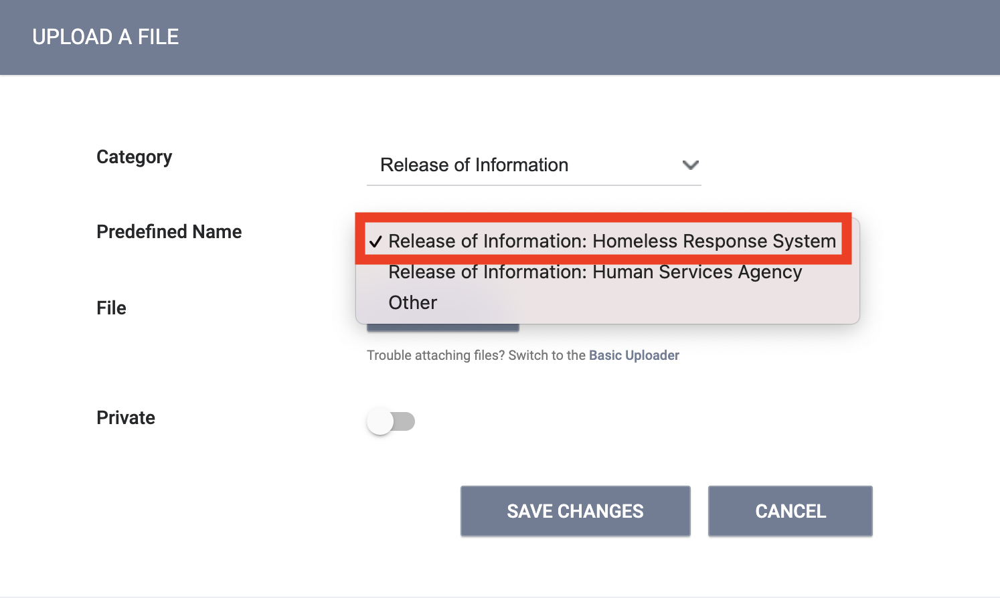 UPLOAD A FILE
Category
Release of Information
Predefined Name
✓ Release of Information: Homeless Response System
Release of Information: Human Services Agency
Other
File
Trouble attaching files? Switch to the Basic Uploader
Private
SAVE CHANGES
CANCEL